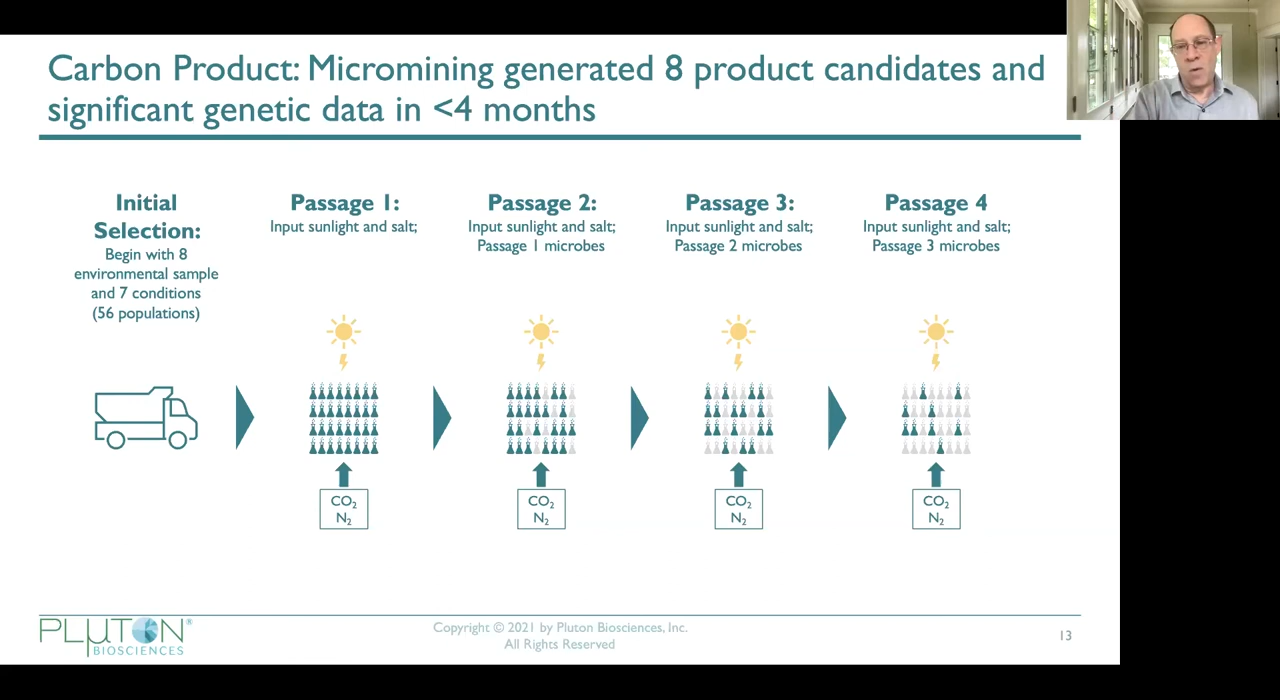 Carbon Product: Micromining generated 8 product candidates and
significant genetic data in <4 months
Initial
Selection:
Begin with 8
environmental sample
and 7 conditions
(56 populations)
Passage 1:
Input sunlight and salt;
Passage 2:
Input sunlight and salt;
Passage 1 microbes
Passage 3:
Input sunlight and salt;
Passage 2 microbes
Passage 4
Input sunlight and salt;
Passage 3 microbes
CO₂
N₂
CO₂
N₂
CO₂
N₂
CO₂
N₂
PLµTON®
BIOSCIENCES
Copyright © 2021 by Pluton Biosciences, Inc.
All Rights Reserved
13